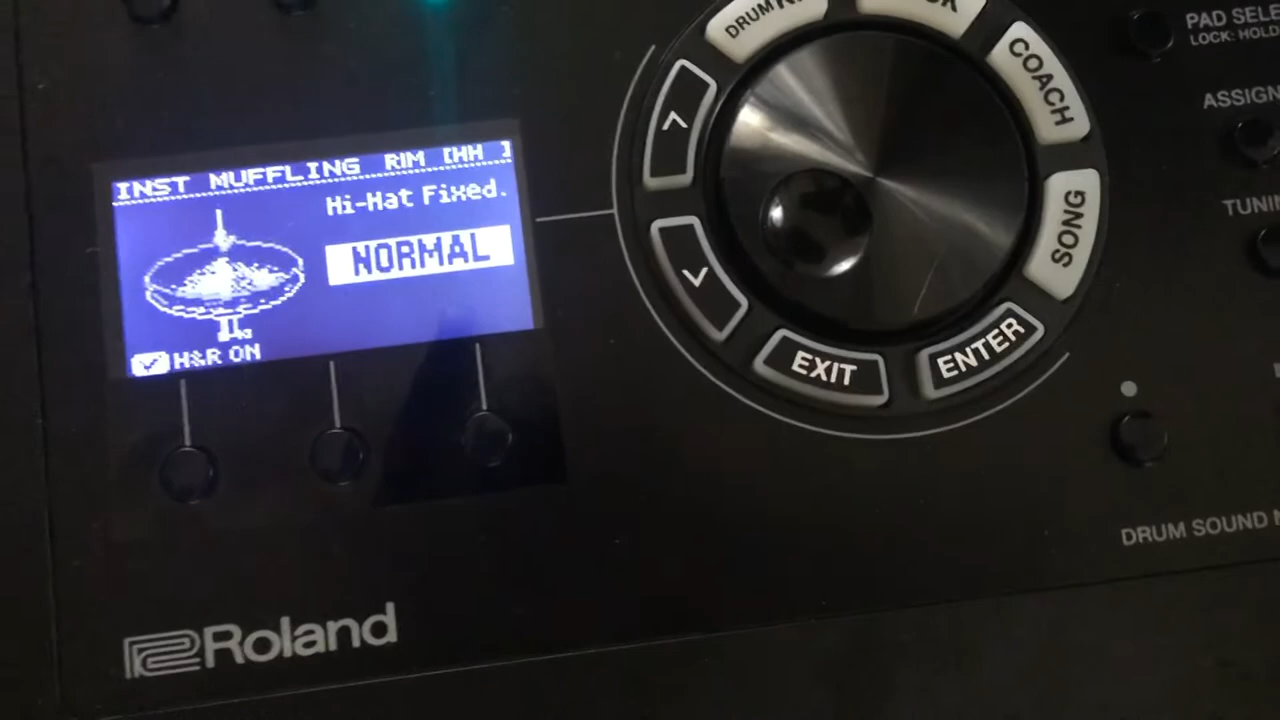 INST MUFFLING RIM [HH ]
Hi-Hat Fixed.
NORMAL
H&R ON
DRUM
COACH
SONG
ENTER
EXIT
PAD SELE
LOCK: HOLD
ASSIGN
TUNIN
DRUM SOUND
Roland